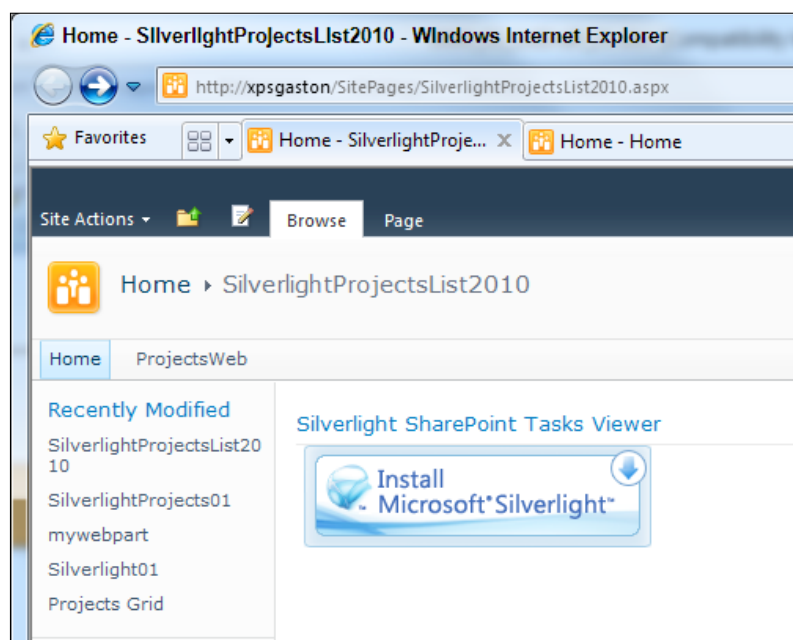 Home - SilverlightProjectsList2010 - Windows Internet Explorer
http://xpsgaston/SitePages/SilverlightProjectsList2010.aspx
Favorites
Home - SilverlightProje...
Home - Home
Site Actions
Browse
Page
Home ▸ SilverlightProjectsList2010
Home
ProjectsWeb
Recently Modified
SilverlightProjectsList20
10
SilverlightProjects01
mywebpart
Silverlight01
Projects Grid
Silverlight SharePoint Tasks Viewer
Install
Microsoft® Silverlight™